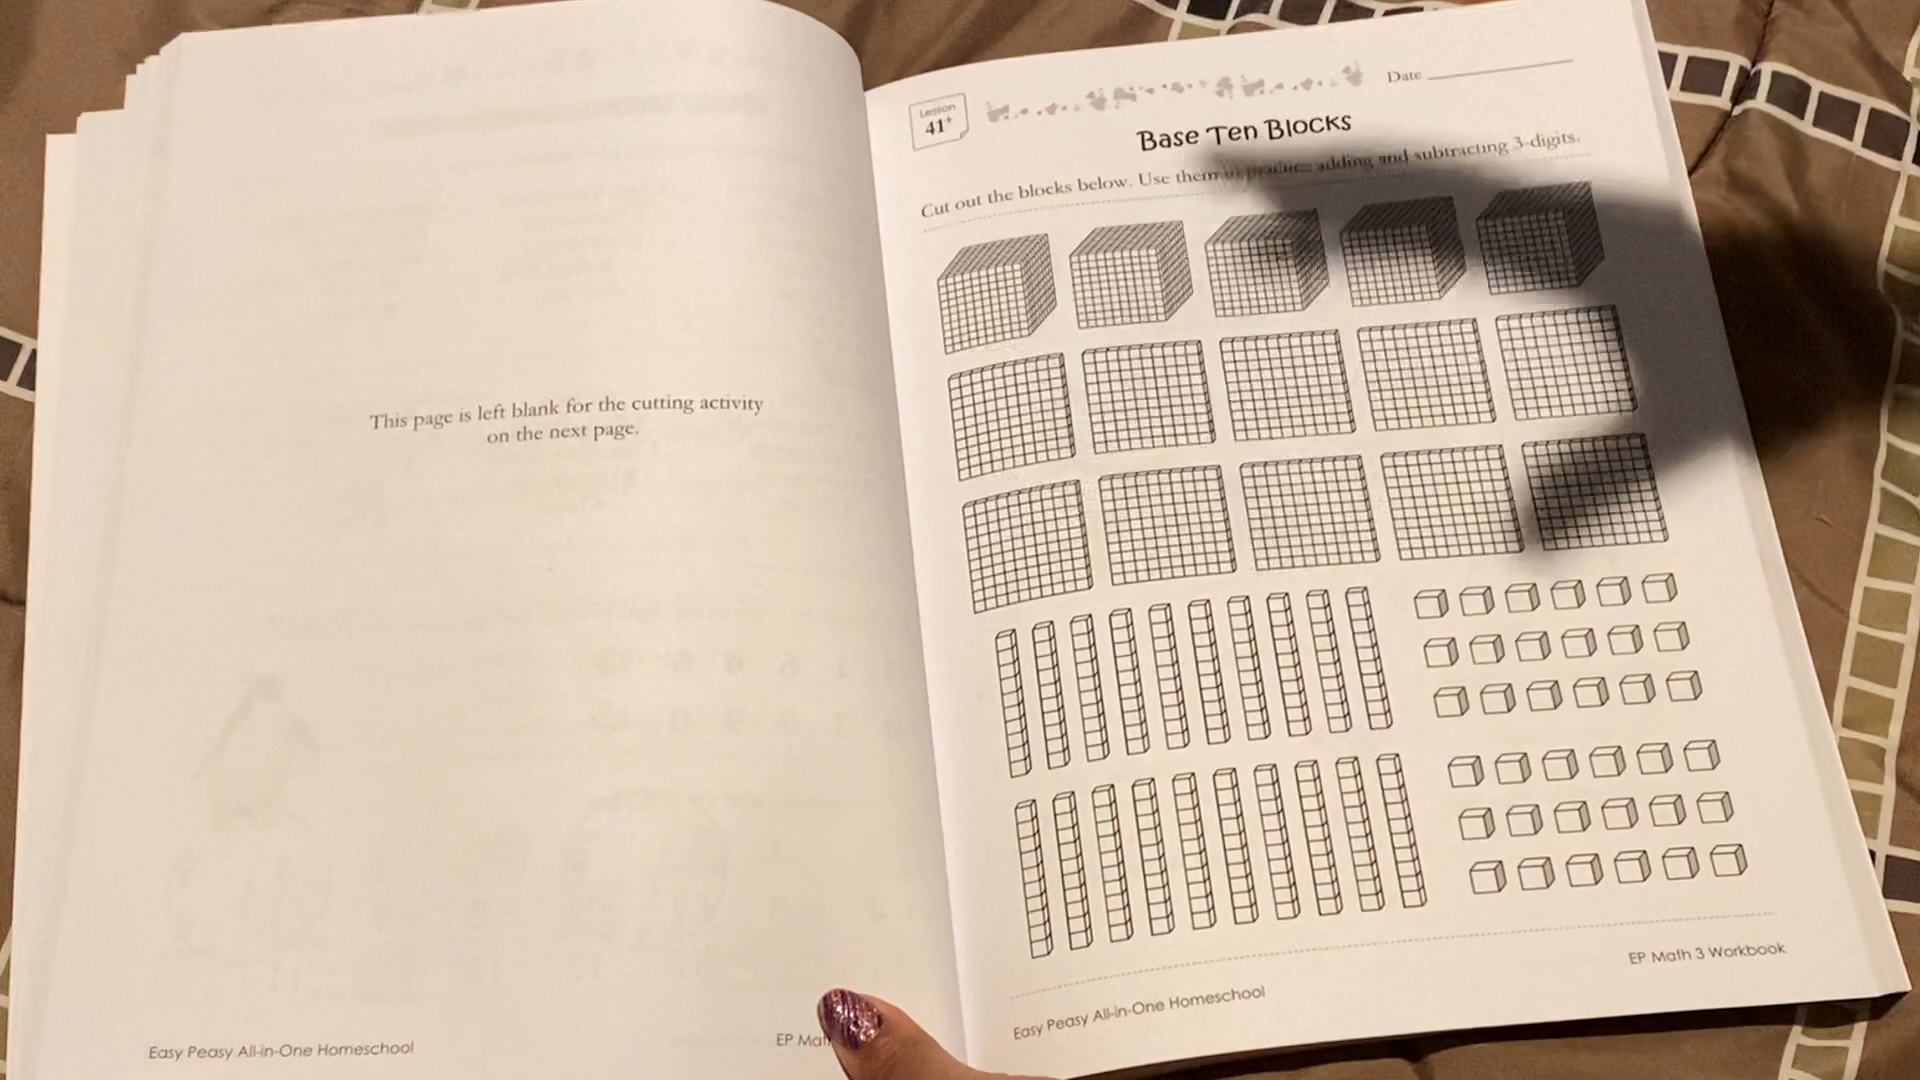 This page is left blank for the cutting activity
on the next page.
Easy Peasy All-in-One Homeschool
EP
Lesson
41+
Date
Base Ten Blocks
Cut out the blocks below. Use them to practice adding and subtracting 3-digits.
Easy Peasy All-in-One Homeschool
EP Math 3 Workbook